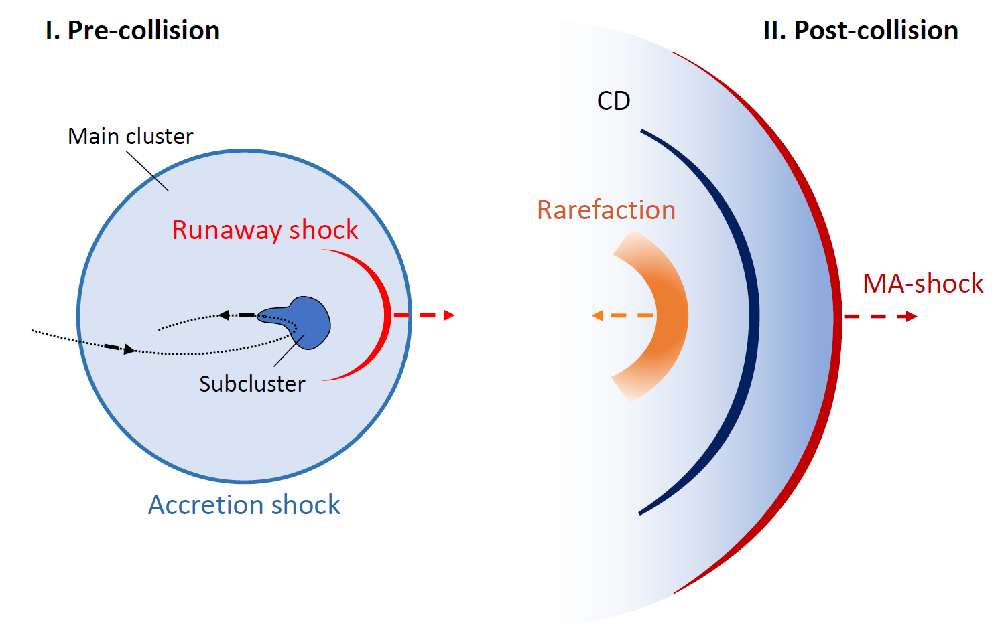 I. Pre-collision
Main cluster
Runaway shock
Subcluster
Accretion shock
II. Post-collision
CD
Rarefaction
MA-shock